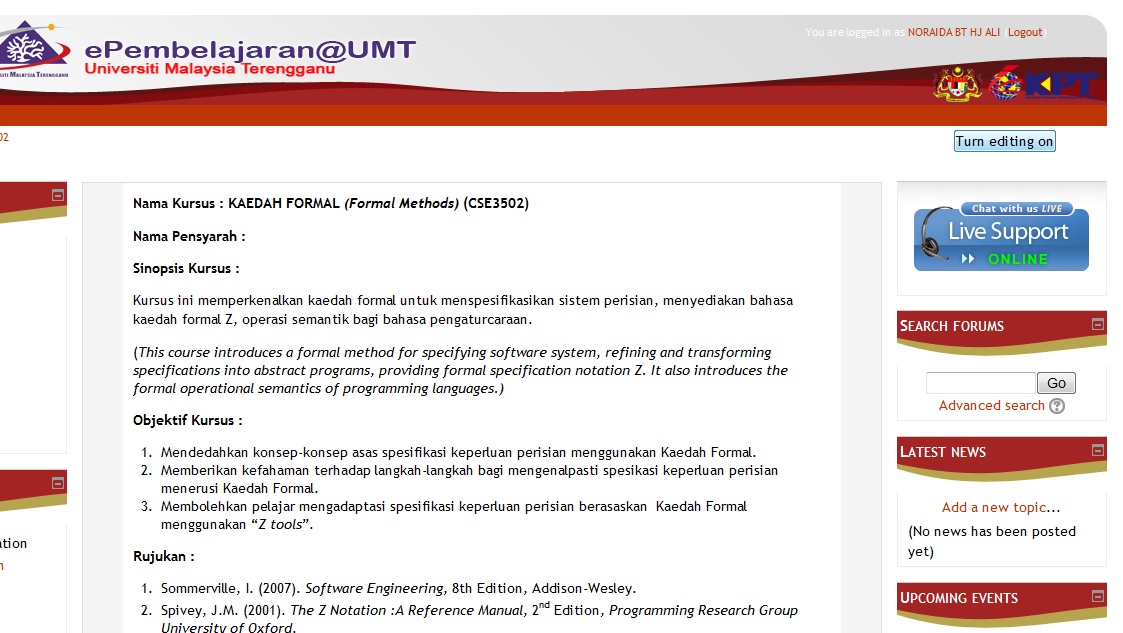 You are logged in as NORAIDA BT HJ ALI (Logout)
ePembelajaran@UMT
Universiti Malaysia Terengganu
SITI MALAYSIA TERENGGANU
KPT
02
Turn editing on
Nama Kursus : KAEDAH FORMAL (Formal Methods) (CSE3502)
Nama Pensyarah :
Sinopsis Kursus :
Kursus ini memperkenalkan kaedah formal untuk menspesifikasikan sistem perisian, menyediakan bahasa
kaedah formal Z, operasi semantik bagi bahasa pengaturcaraan.
(This course introduces a formal method for specifying software system, refining and transforming
specifications into abstract programs, providing formal specification notation Z. It also introduces the
formal operational semantics of programming languages.)
Objektif Kursus :
1. Mendedahkan konsep-konsep asas spesifikasi keperluan perisian menggunakan Kaedah Formal.
2. Memberikan kefahaman terhadap langkah-langkah bagi mengenalpasti spesikasi keperluan perisian
menerusi Kaedah Formal.
3. Membolehkan pelajar mengadaptasi spesifikasi keperluan perisian berasaskan Kaedah Formal
menggunakan “Z tools”.
Rujukan :
1. Sommerville, I. (2007). Software Engineering, 8th Edition, Addison-Wesley.
2. Spivey, J.M. (2001). The Z Notation :A Reference Manual, 2nd Edition, Programming Research Group
University of Oxford.
ation
n
Chat with us LIVE
Live Support
ONLINE
SEARCH FORUMS
Go
Advanced search ?
LATEST NEWS
Add a new topic...
(No news has been posted
yet)
UPCOMING EVENTS